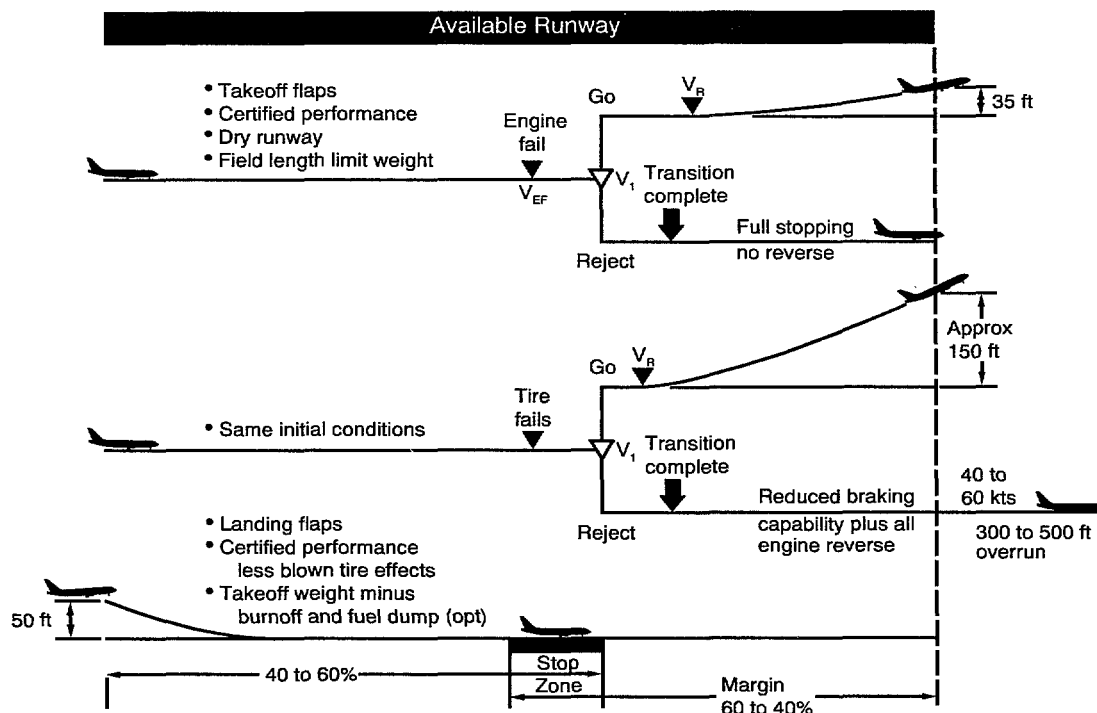 Available Runway
• Takeoff flaps
• Certified performance
• Dry runway
• Field length limit weight
Engine
fail
V_EF
Go
V_R
35 ft
V_1
Transition
complete
Full stopping
no reverse
Reject
Approx
150 ft
Go
V_R
Tire
fails
• Same initial conditions
V_1
Transition
complete
Reduced braking
capability plus all
engine reverse
40 to
60 kts
300 to 500 ft
overrun
Reject
• Landing flaps
• Certified performance
less blown tire effects
• Takeoff weight minus
burnoff and fuel dump (opt)
50 ft
40 to 60%
Stop
Zone
Margin
60 to 40%